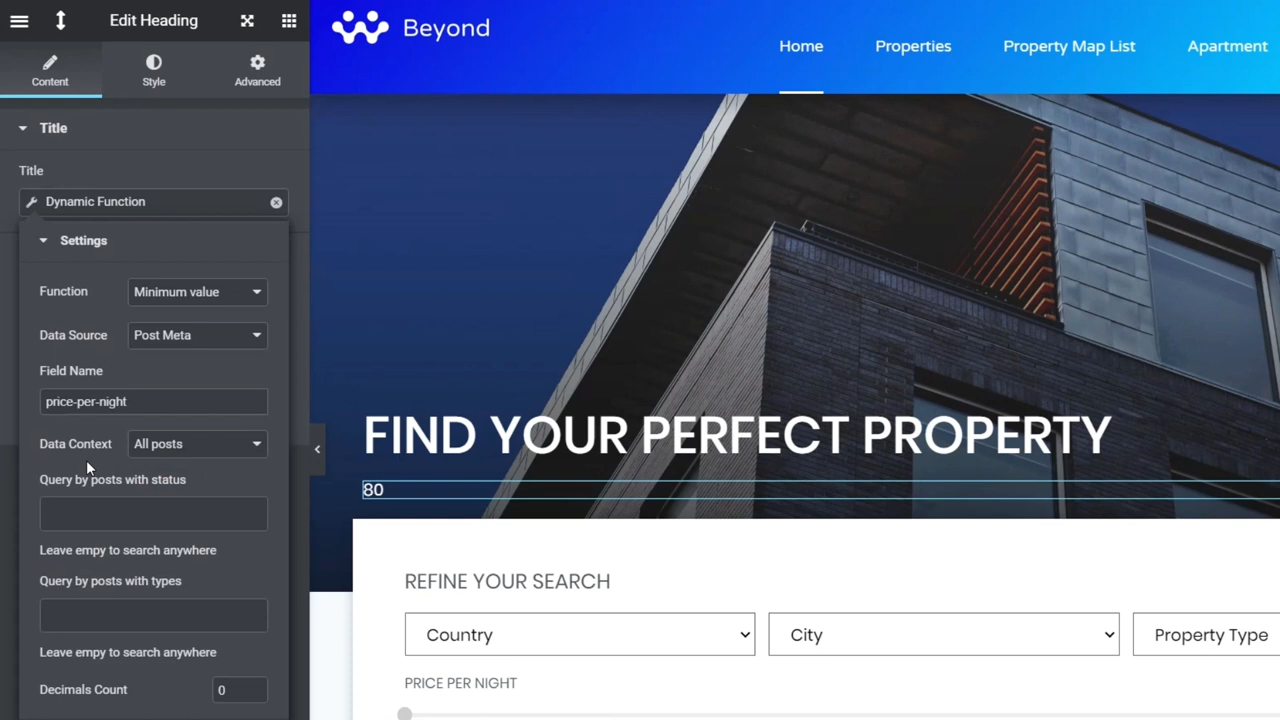 Edit Heading
Content
Style
Advanced
Title
Title
Dynamic Function
Settings
Function
Minimum value
Data Source
Post Meta
Field Name
price-per-night
Data Context
All posts
Query by posts with status
Leave empy to search anywhere
Query by posts with types
Leave empy to search anywhere
Decimals Count
0
Beyond
Home
Properties
Property Map List
Apartment
FIND YOUR PERFECT PROPERTY
80
REFINE YOUR SEARCH
Country
City
Property Type
PRICE PER NIGHT